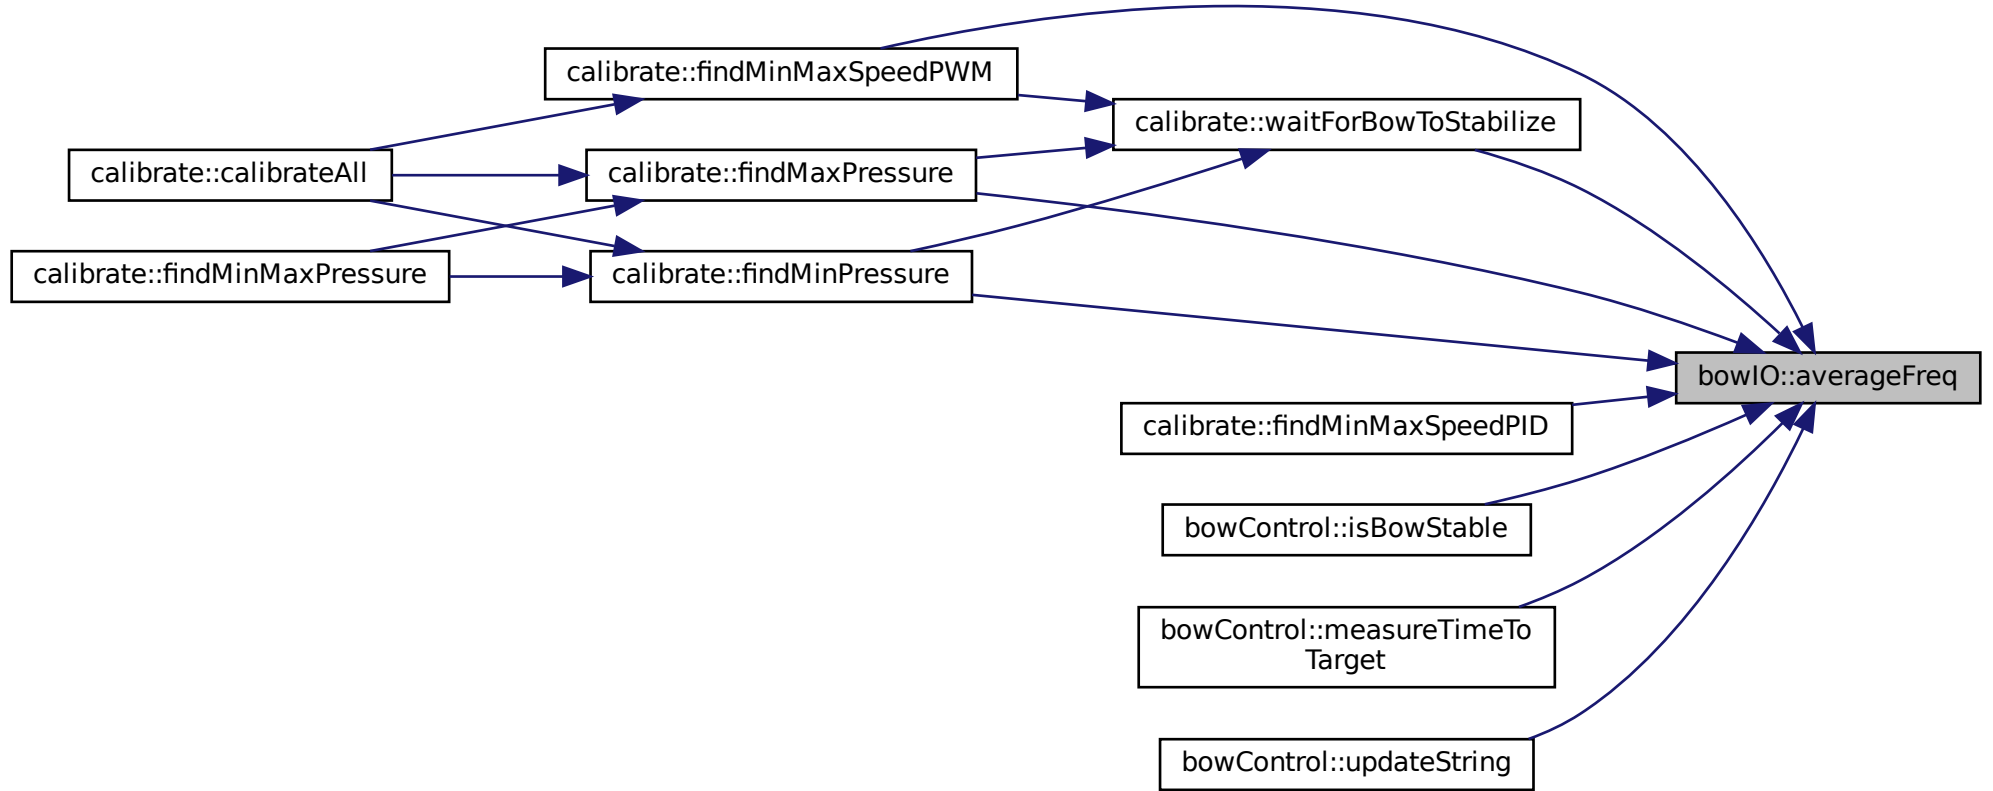 calibrate::findMinMaxSpeedPWM
calibrate::waitForBowToStabilize
calibrate::calibrateAll
calibrate::findMaxPressure
calibrate::findMinMaxPressure
calibrate::findMinPressure
bowIO::averageFreq
calibrate::findMinMaxSpeedPID
bowControl::isBowStable
bowControl::measureTimeTo
Target
bowControl::updateString